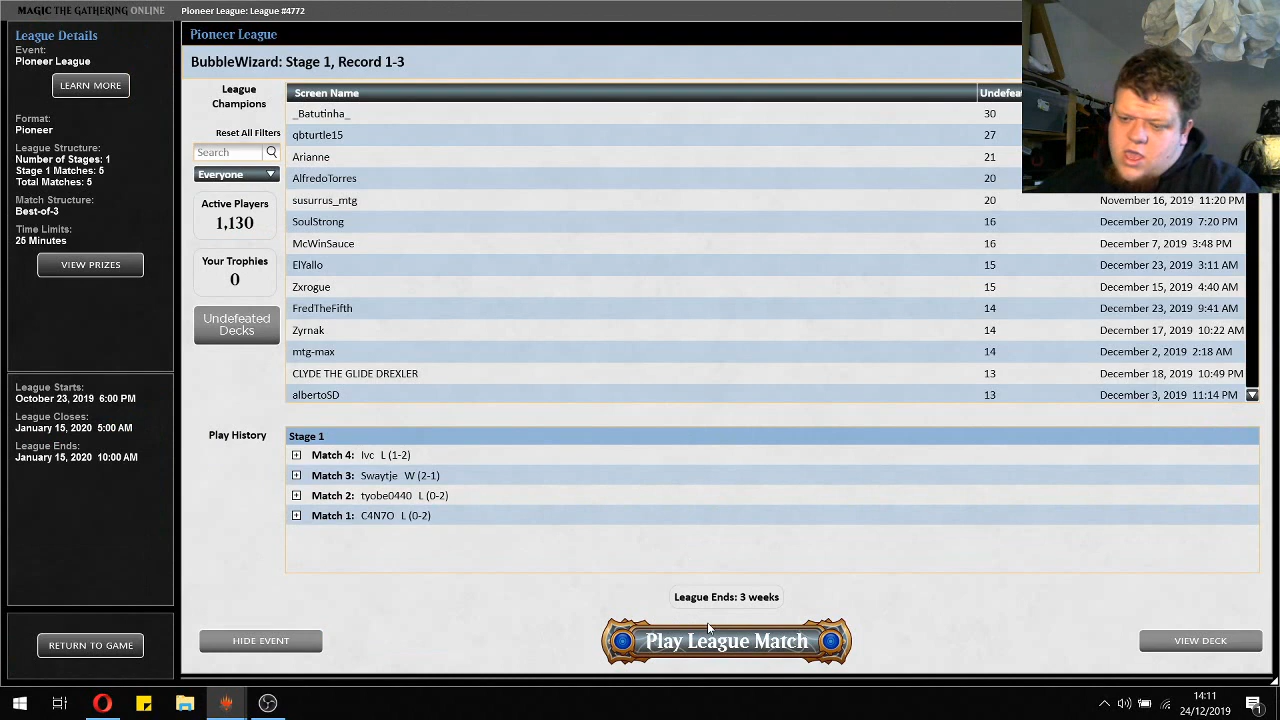 MAGIC THE GATHERING ONLINE
Pioneer League: League #4772
League Details
Event:
Pioneer League
LEARN MORE
Format:
Pioneer
League Structure:
Number of Stages: 1
Stage 1 Matches: 5
Total Matches: 5
Match Structure:
Best-of-3
Time Limits:
25 Minutes
VIEW PRIZES
League Starts:
October 23, 2019 6:00 PM
League Closes:
January 15, 2020 5:00 AM
League Ends:
January 15, 2020 10:00 AM
RETURN TO GAME
Pioneer League
BubbleWizard: Stage 1, Record 1-3
League
Champions
Reset All Filters
Search
Everyone
Active Players
1,130
Your Trophies
0
Undefeated
Decks
Screen Name Undefea
_Batutinha_ 30
qbturtle15 27
Arianne 21
AlfredoTorres 20
susurrus_mtg 20 November 16, 2019 11:20 PM
SoulStrong 16 December 20, 2019 7:20 PM
McWinSauce 16 December 7, 2019 3:48 PM
ElYallo 15 December 23, 2019 3:11 AM
Zxrogue 15 December 15, 2019 4:40 AM
FredTheFifth 14 December 23, 2019 9:41 AM
Zyrnak 14 December 17, 2019 10:22 AM
mtg-max 14 December 2, 2019 2:18 AM
CLYDE THE GLIDE DREXLER 13 December 18, 2019 10:49 PM
albertoSD 13 December 3, 2019 11:14 PM
Play History
Stage 1
Match 4: lvc L (1-2)
Match 3: Swaytje W (2-1)
Match 2: tyobe0440 L (0-2)
Match 1: C4N7O L (0-2)
League Ends: 3 weeks
HIDE EVENT
Play League Match
VIEW DECK
14:11
24/12/2019
1